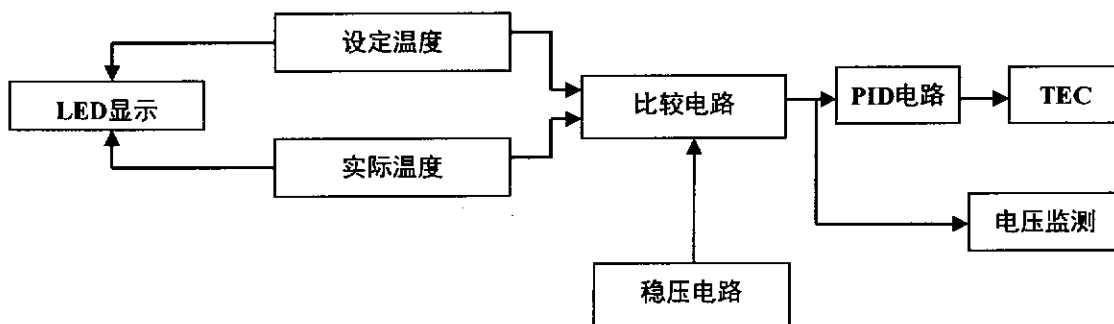 设定温度
LED显示
比较电路
PID电路
TEC
实际温度
电压监测
稳压电路